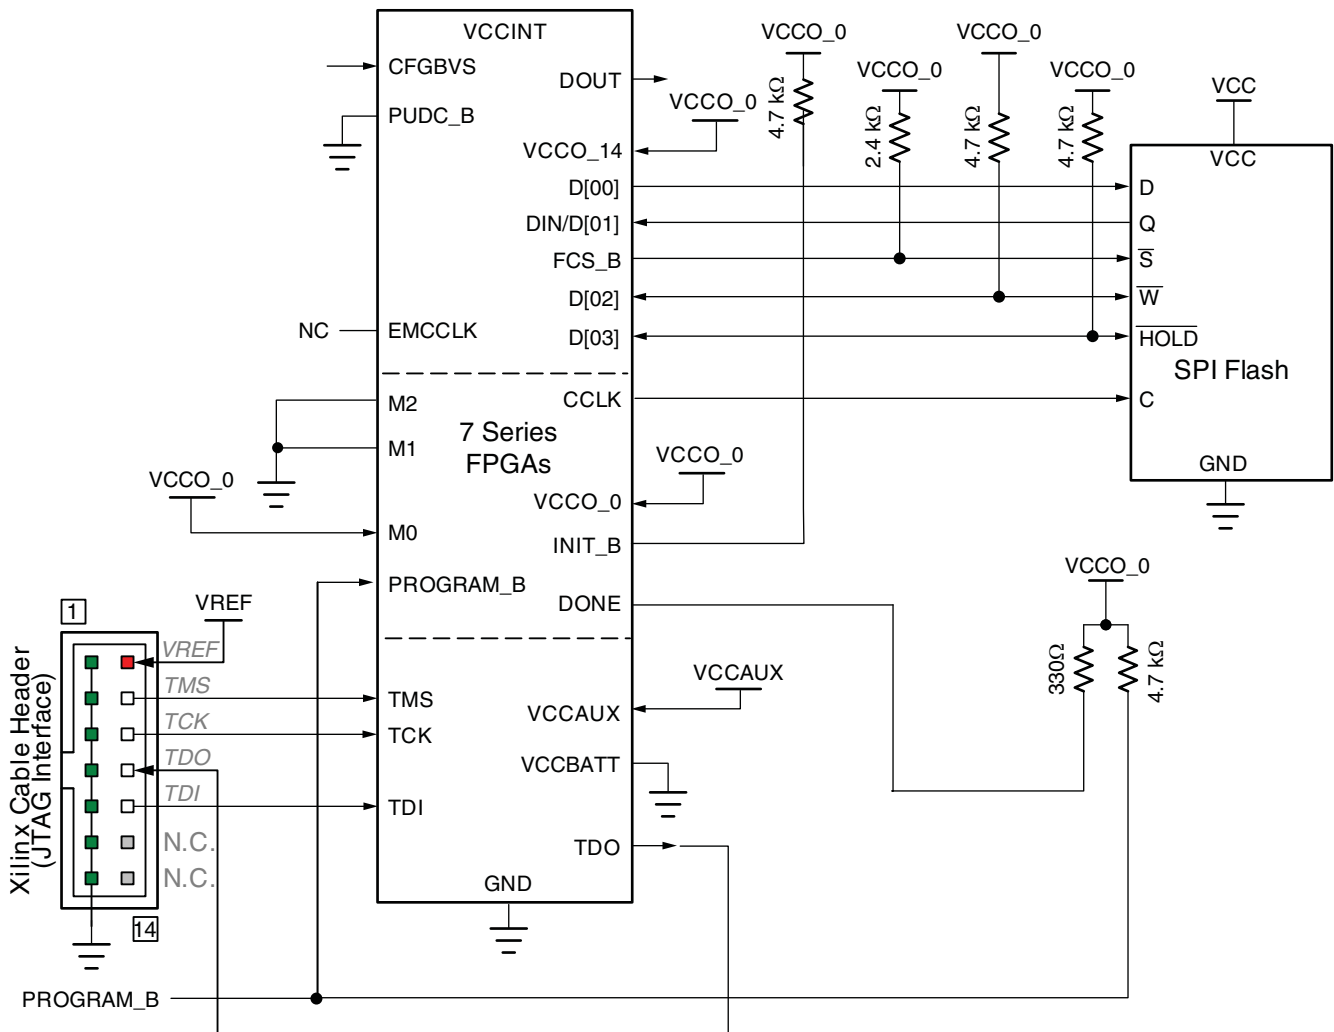 VCCINT
CFGBVS
PUDC_B
DOUT
VCCO_0
VCCO_14
D[00]
DIN/D[01]
FCS_B
D[02]
D[03]
NC
EMCCLK
VCCO_0
4.7 kΩ
VCCO_0
2.4 kΩ
VCCO_0
4.7 kΩ
VCCO_0
4.7 kΩ
VCC
VCC
D
Q
S
W
HOLD
SPI Flash
C
GND
M2
M1
VCCO_0
M0
CCLK
7 Series
FPGAs
VCCO_0
VCCO_0
INIT_B
PROGRAM_B
DONE
VCCO_0
330Ω
4.7 kΩ
1
VREF
VREF
TMS
TCK
TDO
TDI
N.C.
N.C.
14
Xilinx Cable Header
(JTAG Interface)
TMS
TCK
TDI
VCCAUX
VCCAUX
VCCBATT
TDO
GND
PROGRAM_B